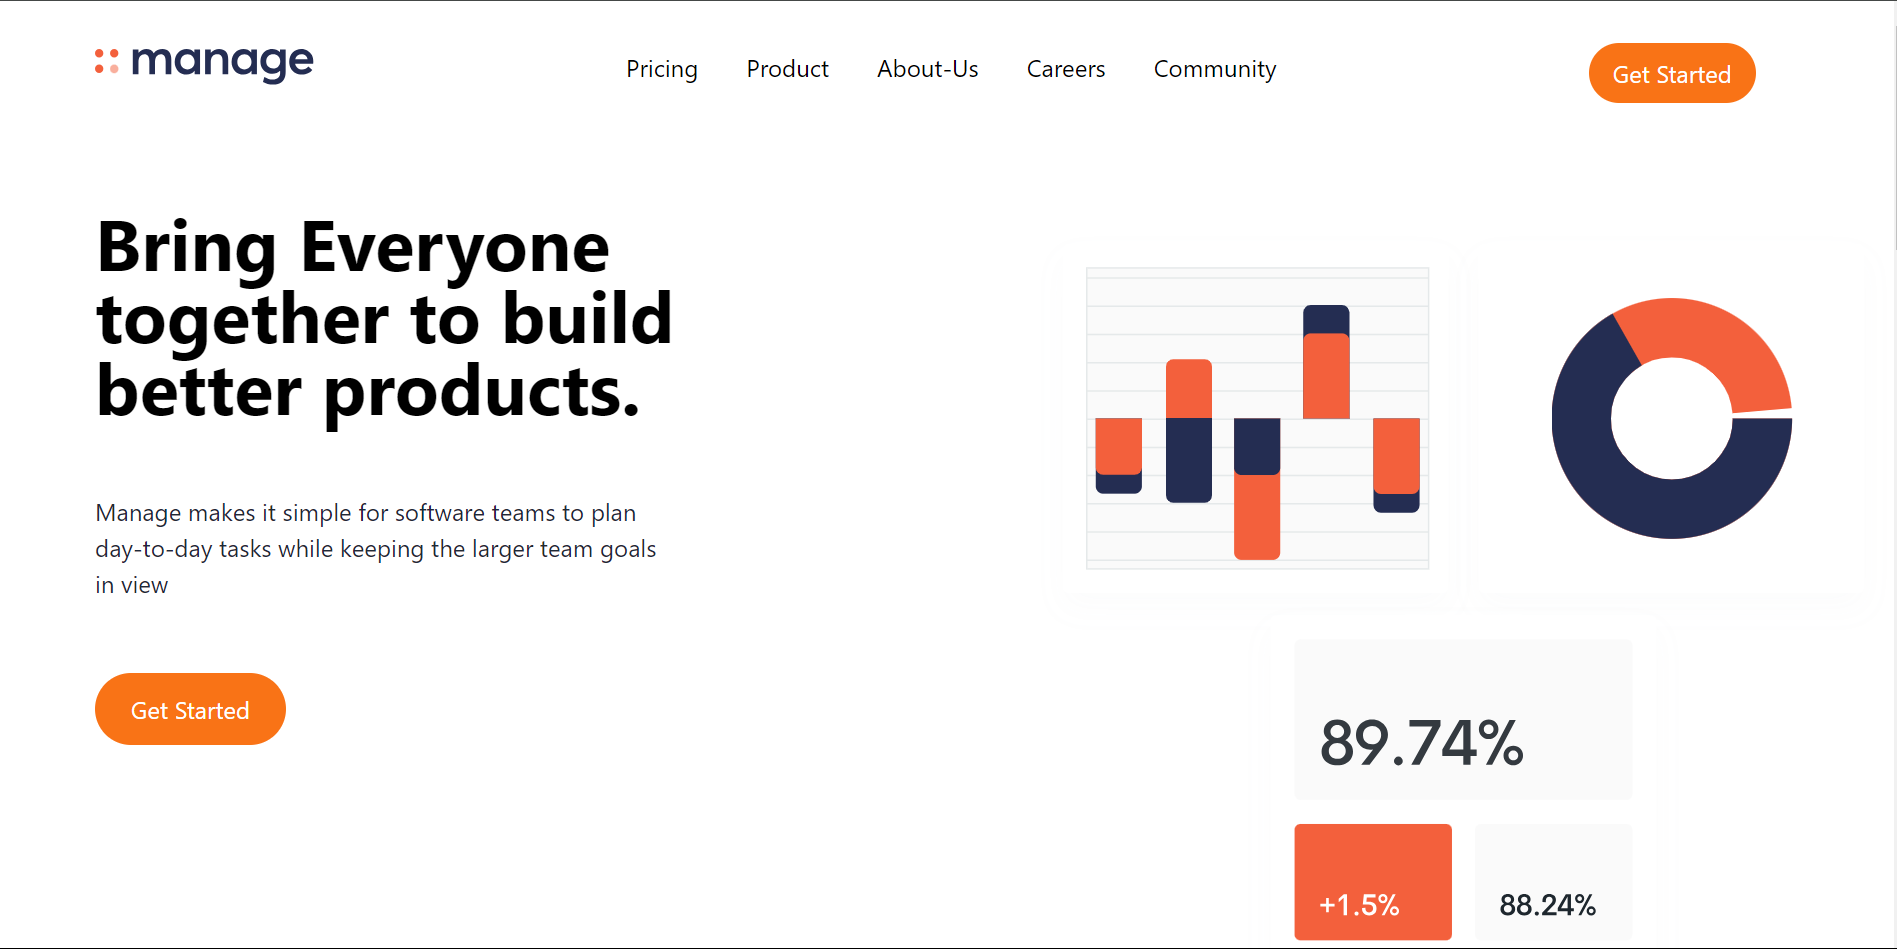 manage
Pricing Product About-Us Careers Community
Get Started
Bring Everyone
together to build
better products.
Manage makes it simple for software teams to plan
day-to-day tasks while keeping the larger team goals
in view
Get Started
89.74%
+1.5%
88.24%